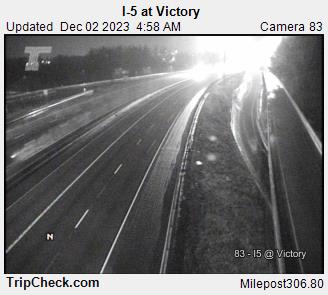 I-5 at Victory
Updated  Dec 02 2023  4:58 AM
Camera 83
T
N
83 - I5 @ Victory
TripCheck.com
Milepost306.80